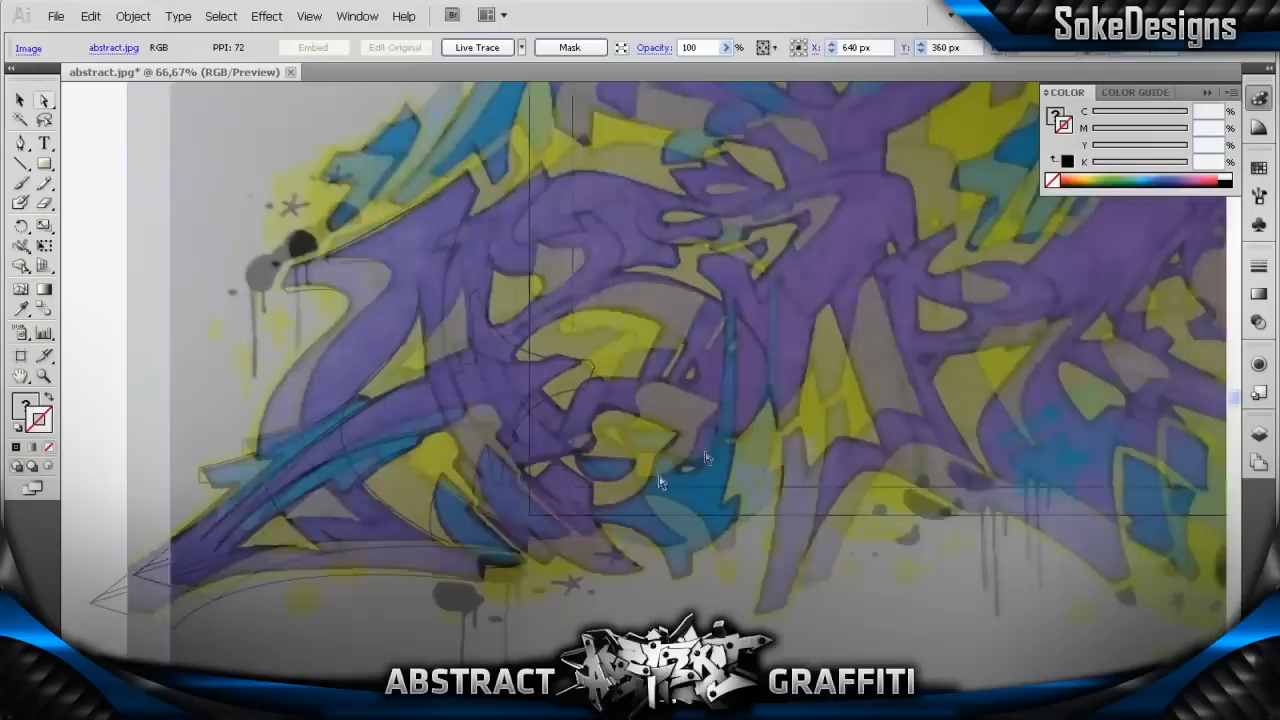 Ai File Edit Object Type Select Effect View Window Help Br
SokeDesigns
Image abstract.jpg RGB PPI: 72 Embed Edit Original Live Trace Mask Opacity: 100 % X: 640 px Y: 360 px
abstract.jpg* @ 66,67% (RGB/Preview)
COLOR COLOR GUIDE
C %
M %
Y %
K %
T
? ?
ABSTRACT GRAFFITI